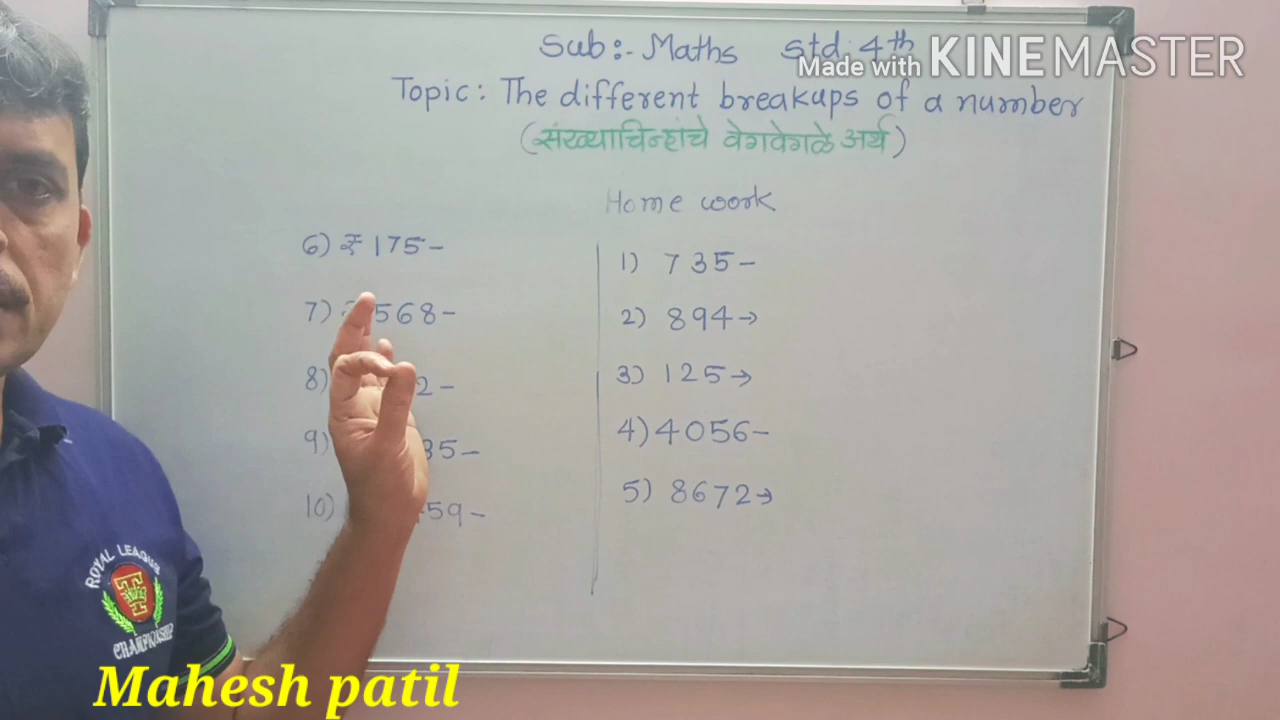 Sub:- Maths Std. 4th
Made with KINEMASTER
Topic: The different breakups of a number
(संख्याचिन्हांचे वेगवेगळे अर्थ)
Home work
6) ₹ 175-
7) 568-
8) 2-
9) 35-
10) 59-
1) 735-
2) 894→
3) 125→
4) 4056-
5) 8672→
ROYAL LEAGUE
CHAMPIONSHIP
Mahesh patil